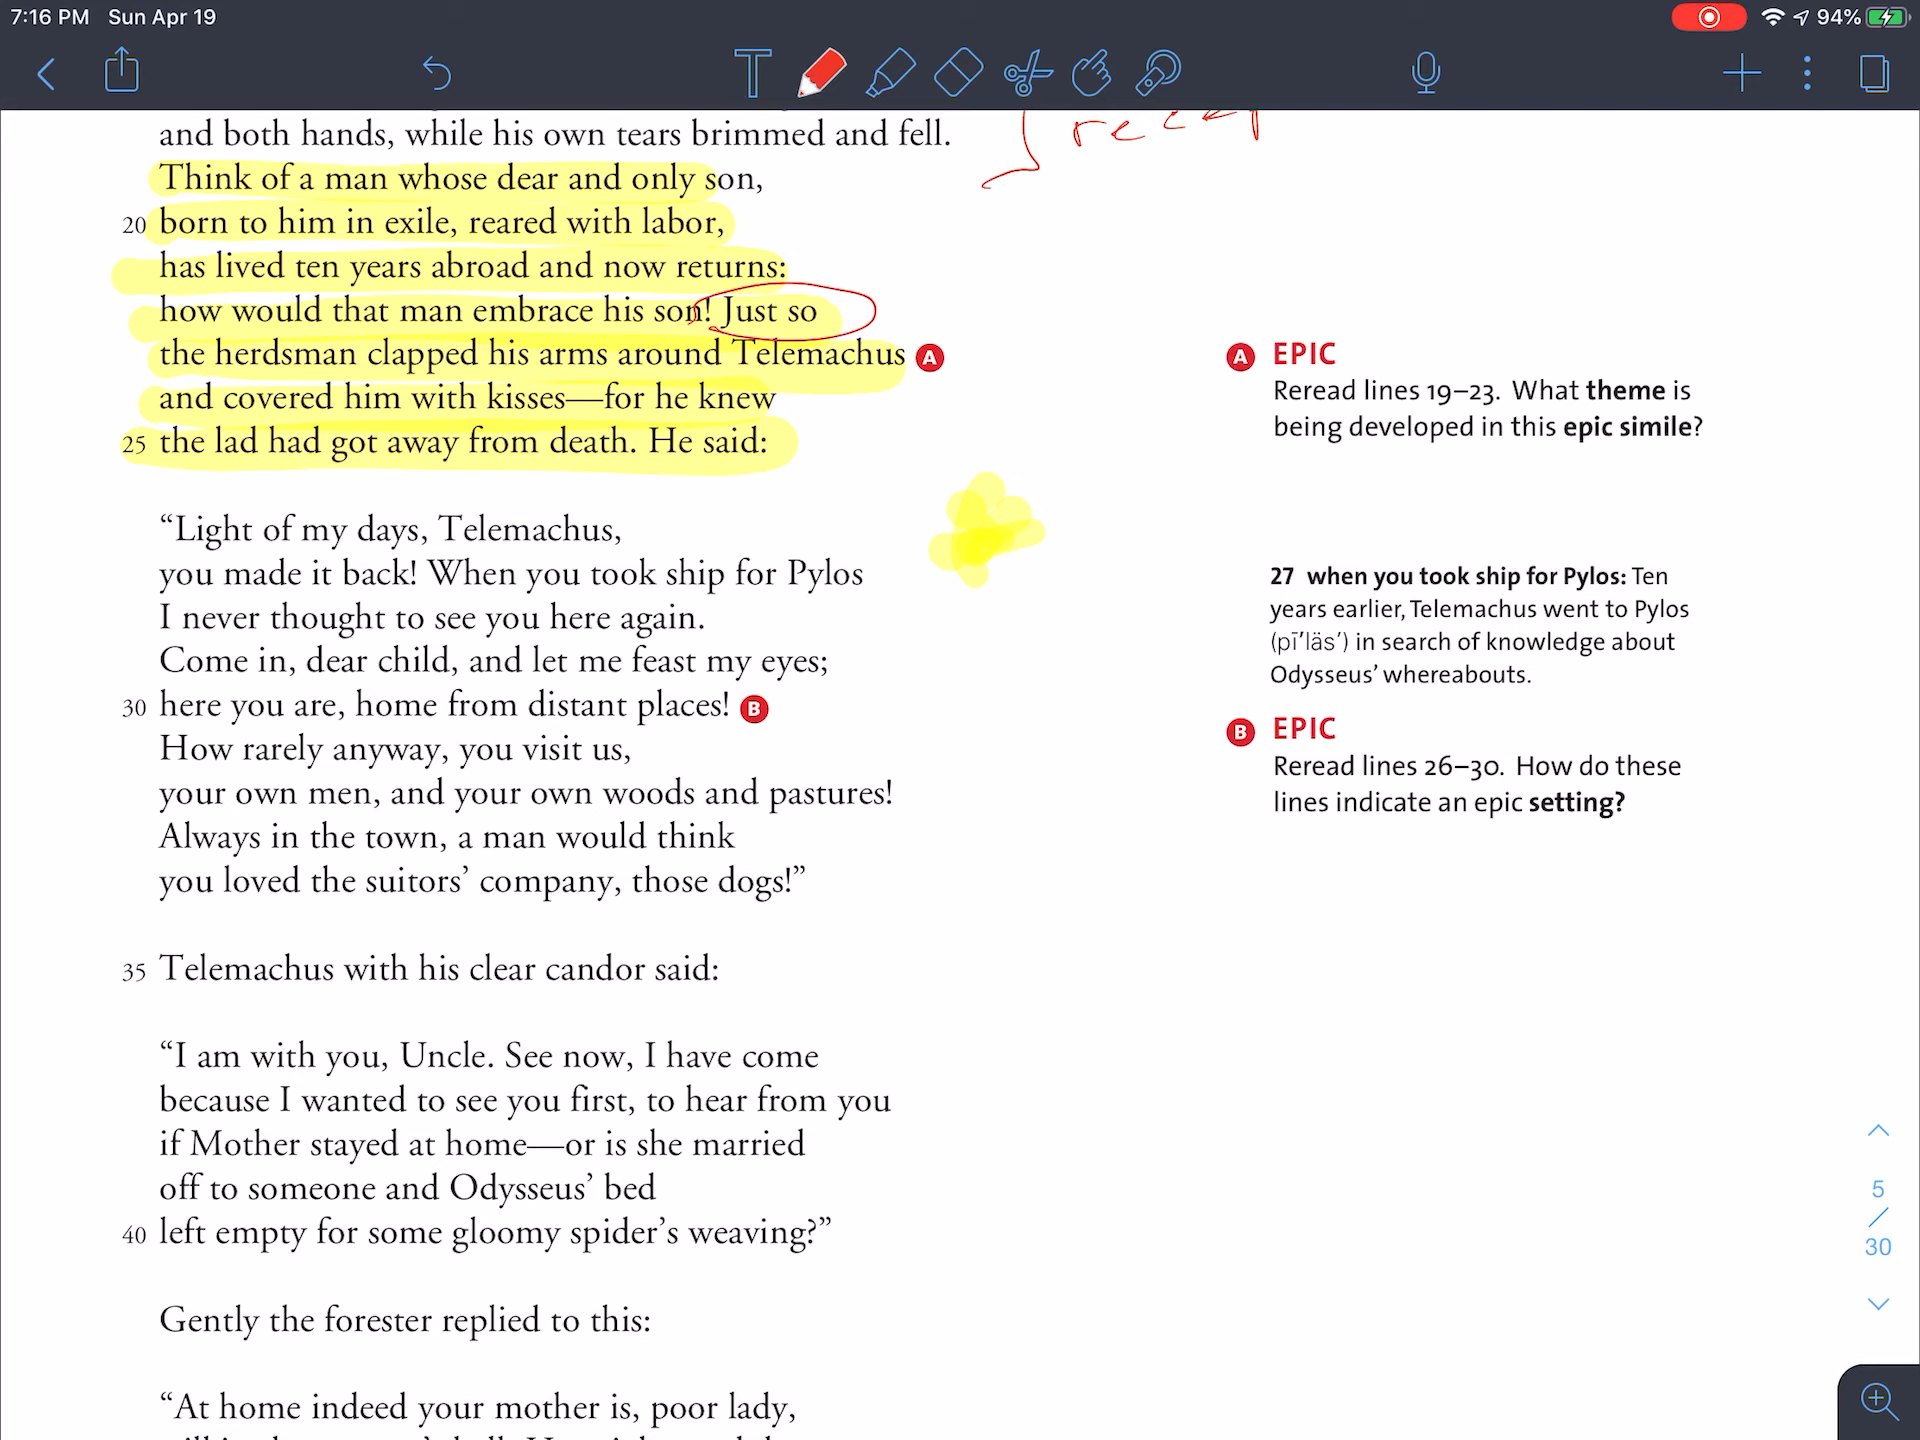 7:16 PM Sun Apr 19
94%
T
and both hands, while his own tears brimmed and fell.
Think of a man whose dear and only son,
20 born to him in exile, reared with labor,
has lived ten years abroad and now returns:
how would that man embrace his son! Just so
the herdsman clapped his arms around Telemachus A
and covered him with kisses—for he knew
25 the lad had got away from death. He said:
“Light of my days, Telemachus,
you made it back! When you took ship for Pylos
I never thought to see you here again.
Come in, dear child, and let me feast my eyes;
30 here you are, home from distant places! B
How rarely anyway, you visit us,
your own men, and your own woods and pastures!
Always in the town, a man would think
you loved the suitors’ company, those dogs!”
35 Telemachus with his clear candor said:
“I am with you, Uncle. See now, I have come
because I wanted to see you first, to hear from you
if Mother stayed at home—or is she married
off to someone and Odysseus’ bed
40 left empty for some gloomy spider’s weaving?”
Gently the forester replied to this:
“At home indeed your mother is, poor lady,
A EPIC
Reread lines 19–23. What theme is
being developed in this epic simile?
27 when you took ship for Pylos: Ten
years earlier, Telemachus went to Pylos
(pī′läs′) in search of knowledge about
Odysseus’ whereabouts.
B EPIC
Reread lines 26–30. How do these
lines indicate an epic setting?
5
/
30